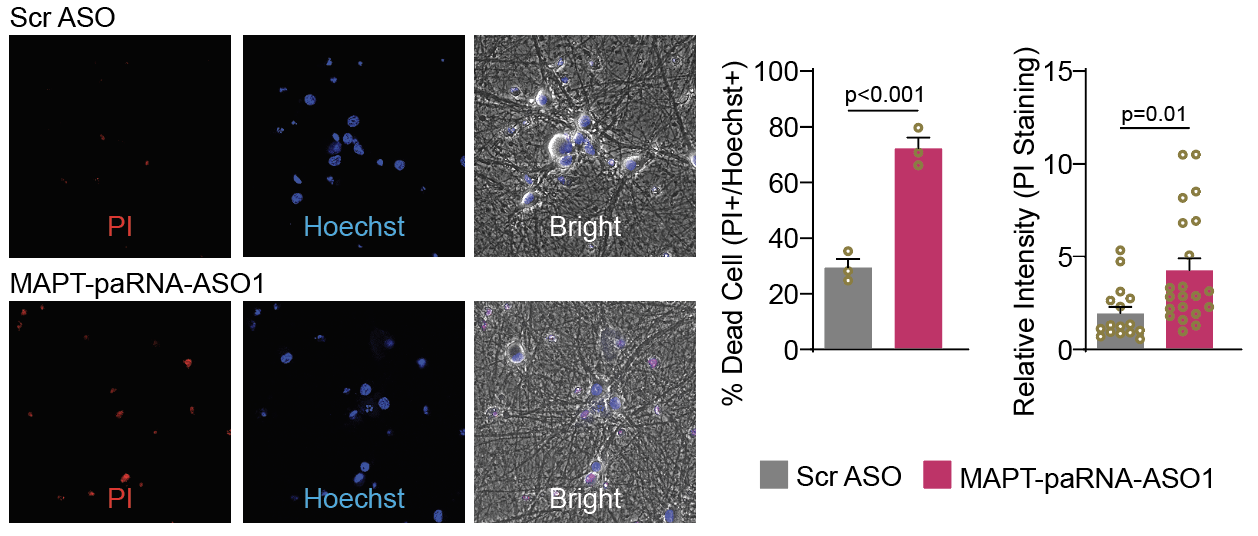 Scr ASO
PI
Hoechst
Bright
MAPT-paRNA-ASO1
PI
Hoechst
Bright
% Dead Cell (PI+/Hoechst+)
100
80
60
40
20
0
p<0.001
Relative Intensity (PI Staining)
15
10
5
0
p=0.01
Scr ASO
MAPT-paRNA-ASO1